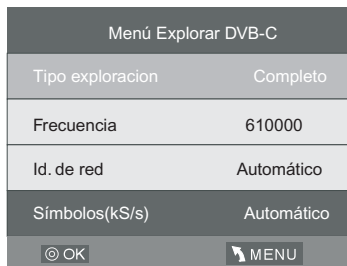 Menú Explorar DVB-C
Tipo exploracion Completo
Frecuencia 610000
Id. de red Automático
Símbolos(kS/s) Automático
OK MENU